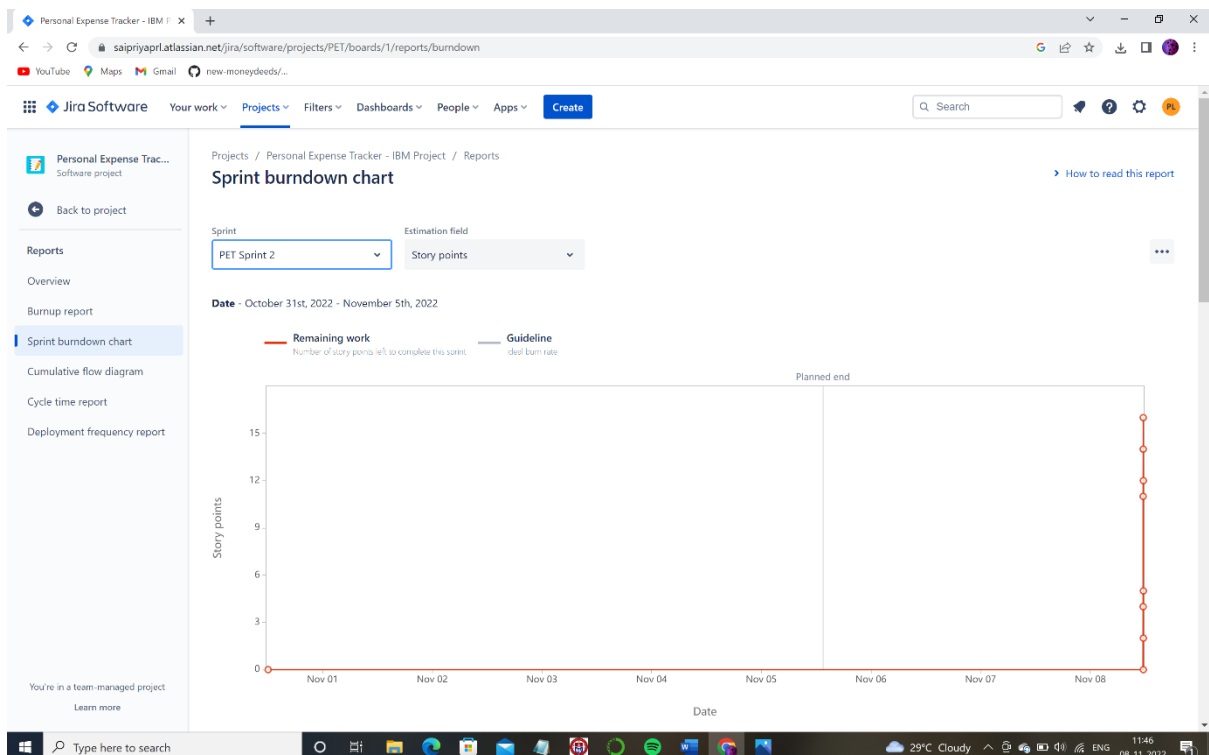 Personal Expense Tracker - IBM P
saipriyaprl.atlassian.net/jira/software/projects/PET/boards/1/reports/burndown
G
YouTube Maps Gmail new-moneydeeds/...
Jira Software Your work Projects Filters Dashboards People Apps Create Search PL
Personal Expense Trac...
Software project
Back to project
Reports
Overview
Burnup report
Sprint burndown chart
Cumulative flow diagram
Cycle time report
Deployment frequency report
You're in a team-managed project
Learn more
Projects / Personal Expense Tracker - IBM Project / Reports
Sprint burndown chart
How to read this report
Sprint Estimation field
PET Sprint 2 Story points
Date - October 31st, 2022 - November 5th, 2022
Remaining work Guideline
Number of story points left to complete this sprint Ideal burn rate
Planned end
15
12
9
6
3
0
Story points
Nov 01 Nov 02 Nov 03 Nov 04 Nov 05 Nov 06 Nov 07 Nov 08
Date
Type here to search 29°C Cloudy ENG 11:46
08-11-2022